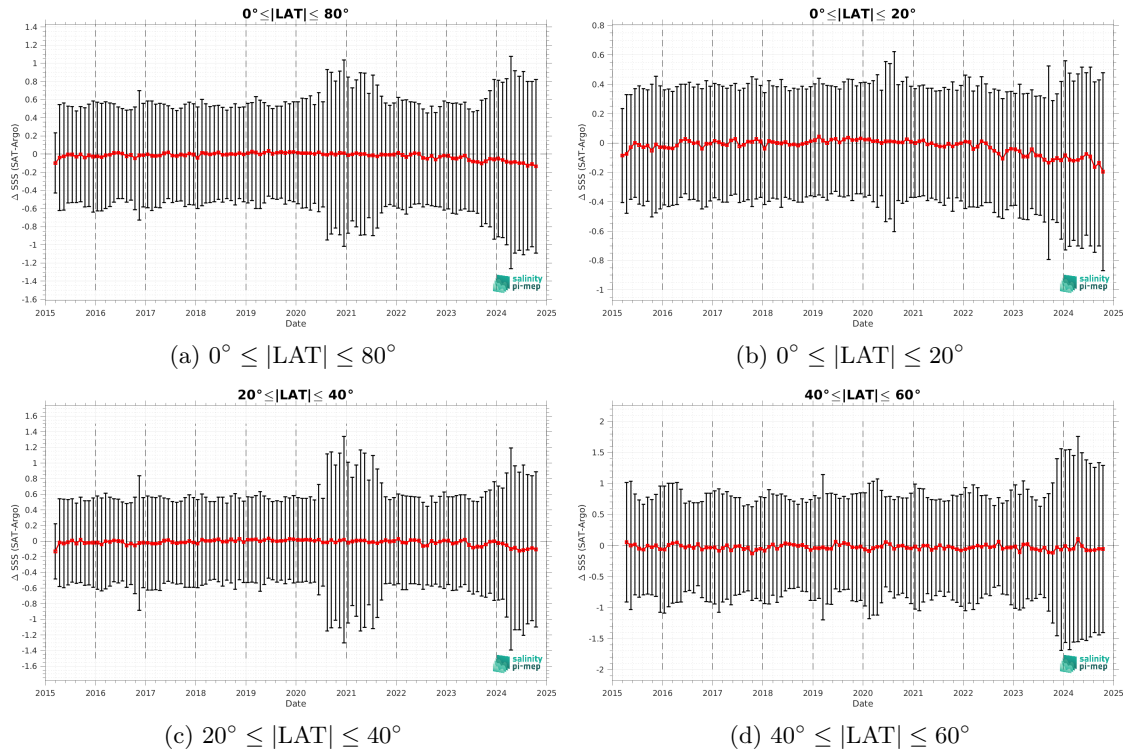 0°≤|LAT|≤ 80°
1.4
1.2
1
0.8
0.6
0.4
0.2
0
-0.2
-0.4
-0.6
-0.8
-1
-1.2
-1.4
-1.6
Δ SSS (SAT-Argo)
2015 2016 2017 2018 2019 2020 2021 2022 2023 2024 2025
Date
salinity
pi-mep
(a) 0° ≤ |LAT| ≤ 80°
0°≤|LAT|≤ 20°
0.8
0.6
0.4
0.2
0
-0.2
-0.4
-0.6
-0.8
-1
Δ SSS (SAT-Argo)
2015 2016 2017 2018 2019 2020 2021 2022 2023 2024 2025
Date
salinity
pi-mep
(b) 0° ≤ |LAT| ≤ 20°
20°≤|LAT|≤ 40°
1.6
1.4
1.2
1
0.8
0.6
0.4
0.2
0
-0.2
-0.4
-0.6
-0.8
-1
-1.2
-1.4
-1.6
Δ SSS (SAT-Argo)
2015 2016 2017 2018 2019 2020 2021 2022 2023 2024 2025
Date
salinity
pi-mep
(c) 20° ≤ |LAT| ≤ 40°
40°≤|LAT|≤ 60°
2
1.5
1
0.5
0
-0.5
-1
-1.5
-2
Δ SSS (SAT-Argo)
2015 2016 2017 2018 2019 2020 2021 2022 2023 2024 2025
Date
salinity
pi-mep
(d) 40° ≤ |LAT| ≤ 60°